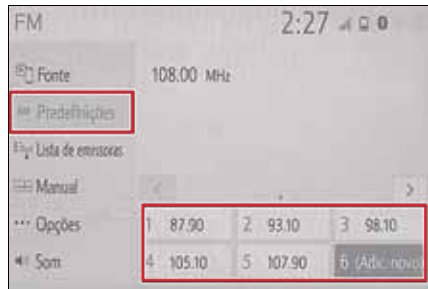 FM 2:27 0
Fonte
108.00 MHz
Predefinições
Lista de emissoras
Manual
Opções
Som
1 87.90 2 93.10 3 98.10
4 105.10 5 107.90 6 (Adic. novo)